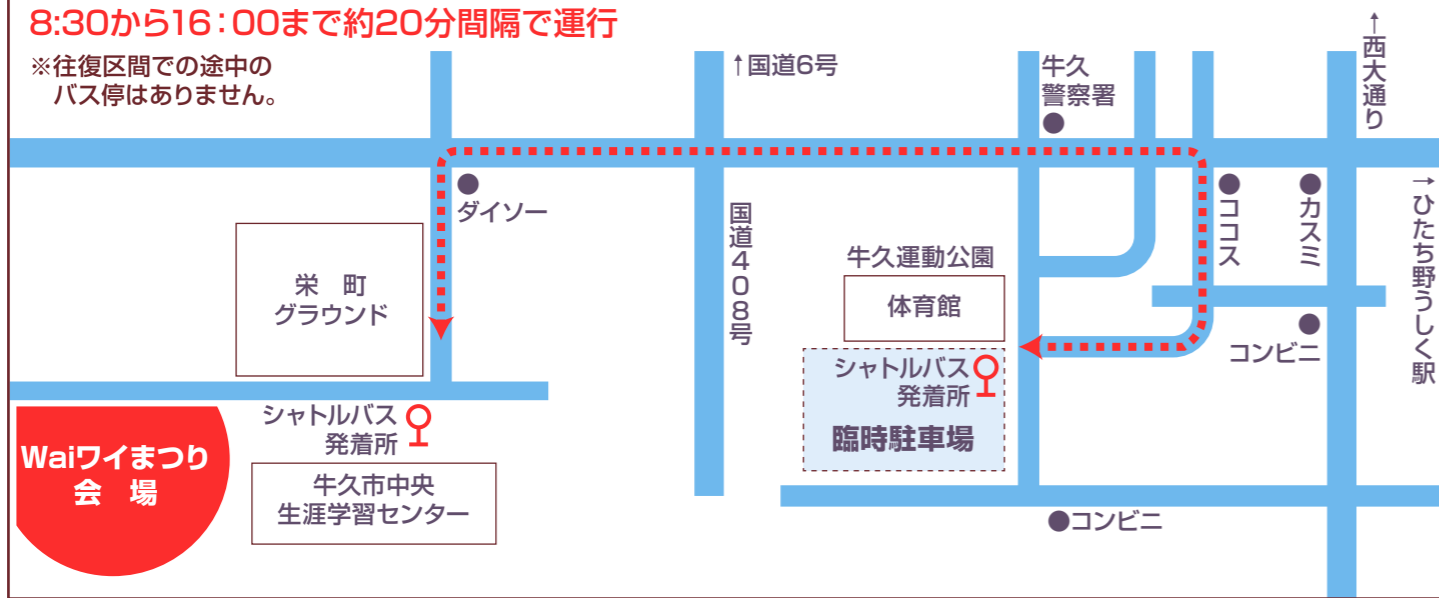 8:30から16：00まで約20分間隔で運行
※往復区間での途中の
バス停はありません。
↑国道6号
牛久
警察署
↑西大通り
ダイソー
国道408号
ココス
カスミ
→ひたち野うしく駅
栄　町
グラウンド
牛久運動公園
体育館
コンビニ
シャトルバス
発着所
臨時駐車場
シャトルバス
発着所
Waiワイまつり
会　場
牛久市中央
生涯学習センター
コンビニ